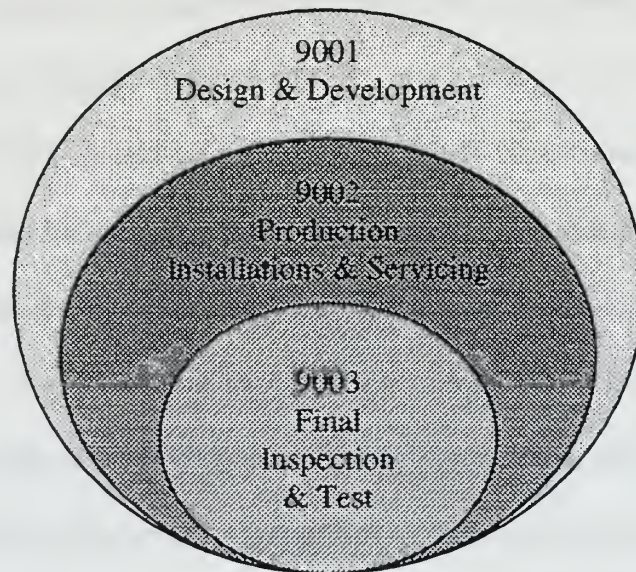 9001
Design & Development
9002
Production
Installations & Servicing
9003
Final
Inspection
& Test